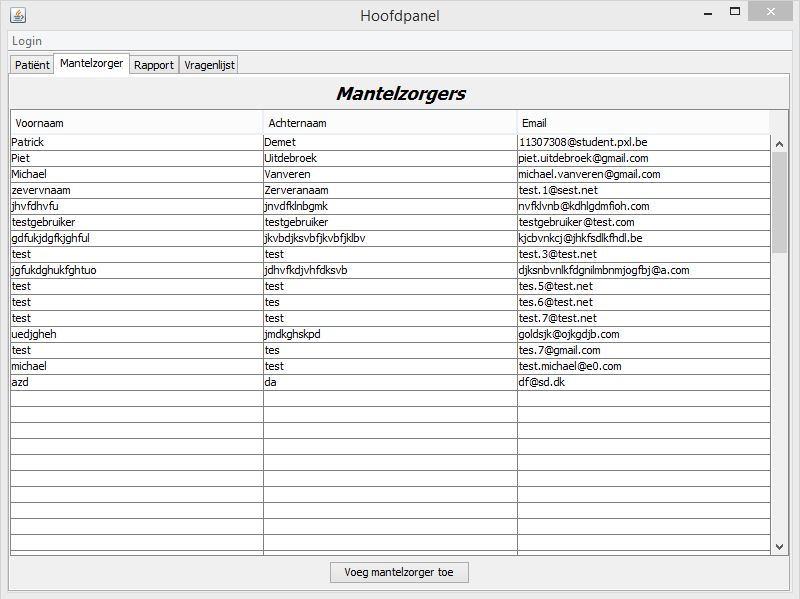 Hoofdpanel
Login
Patiënt Mantelzorger Rapport Vragenlijst
Mantelzorgers
Voornaam Achternaam Email
Patrick Demet 11307308@student.pxl.be
Piet Uitdebroek piet.uitdebroek@gmail.com
Michael Vanveren michael.vanveren@gmail.com
zevervnaam Zerveranaam test.1@sest.net
jhvfdhvfu jnvdfklnbgmk nvfklvnb@kdhlgdmfioh.com
testgebruiker testgebruiker testgebruiker@test.com
gdfukjdgfkjghful jkvbdjksvbfjkvbfjklbv kjcbvnkcj@jhkfsdlkfhdl.be
test test test.3@test.net
jgfukdghukfghtuo jdhvfkdjvhfdksvb djksnbvnlkfdgnilmbnmjogfbj@a.com
test test tes.5@test.net
test tes tes.6@test.net
test test test.7@test.net
uedjgheh jmdkghskpd goldsjk@ojkgdjb.com
test tes tes.7@gmail.com
michael test test.michael@e0.com
azd da df@sd.dk
Voeg mantelzorger toe